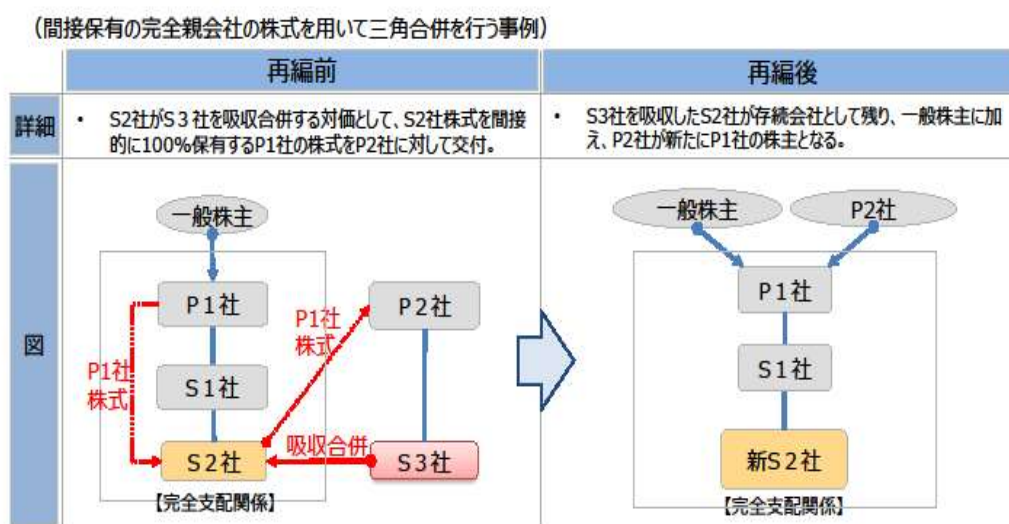 （間接保有の完全親会社の株式を用いて三角合併を行う事例）
再編前
再編後
詳細
・ S2社がS３社を吸収合併する対価として、S2社株式を間接
的に100%保有するP1社の株式をP2社に対して交付。
・ S3社を吸収したS2社が存続会社として残り、一般株主に加
え、P2社が新たにP1社の株主となる。
図
一般株主
P１社
S１社
S２社
【完全支配関係】
P1社
株式
P1社
株式
吸収合併
P２社
S３社
一般株主
P2社
P１社
S１社
新S２社
【完全支配関係】